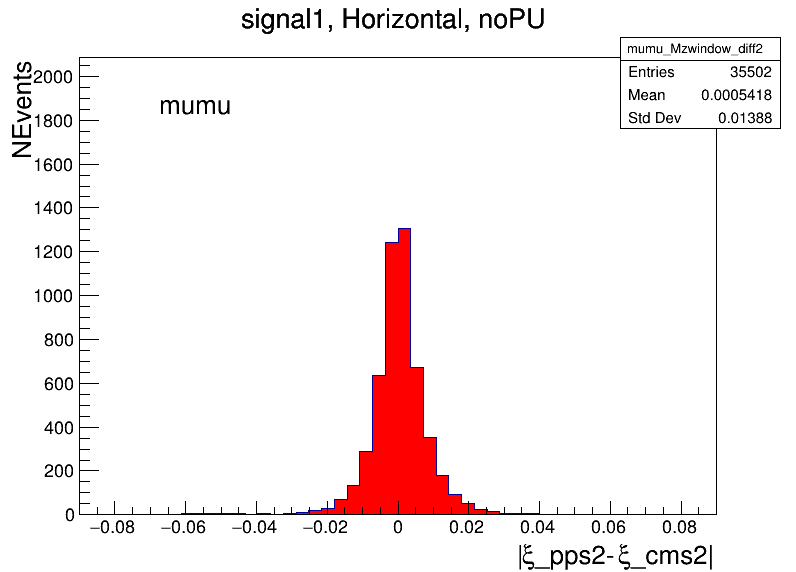 signal1, Horizontal, noPU
mumu_Mzwindow_diff2
Entries 35502
Mean 0.0005418
Std Dev 0.01388
NEvents
mumu
2000
1800
1600
1400
1200
1000
800
600
400
200
0
−0.08 −0.06 −0.04 −0.02 0 0.02 0.04 0.06 0.08
|ξ_pps2-ξ_cms2|